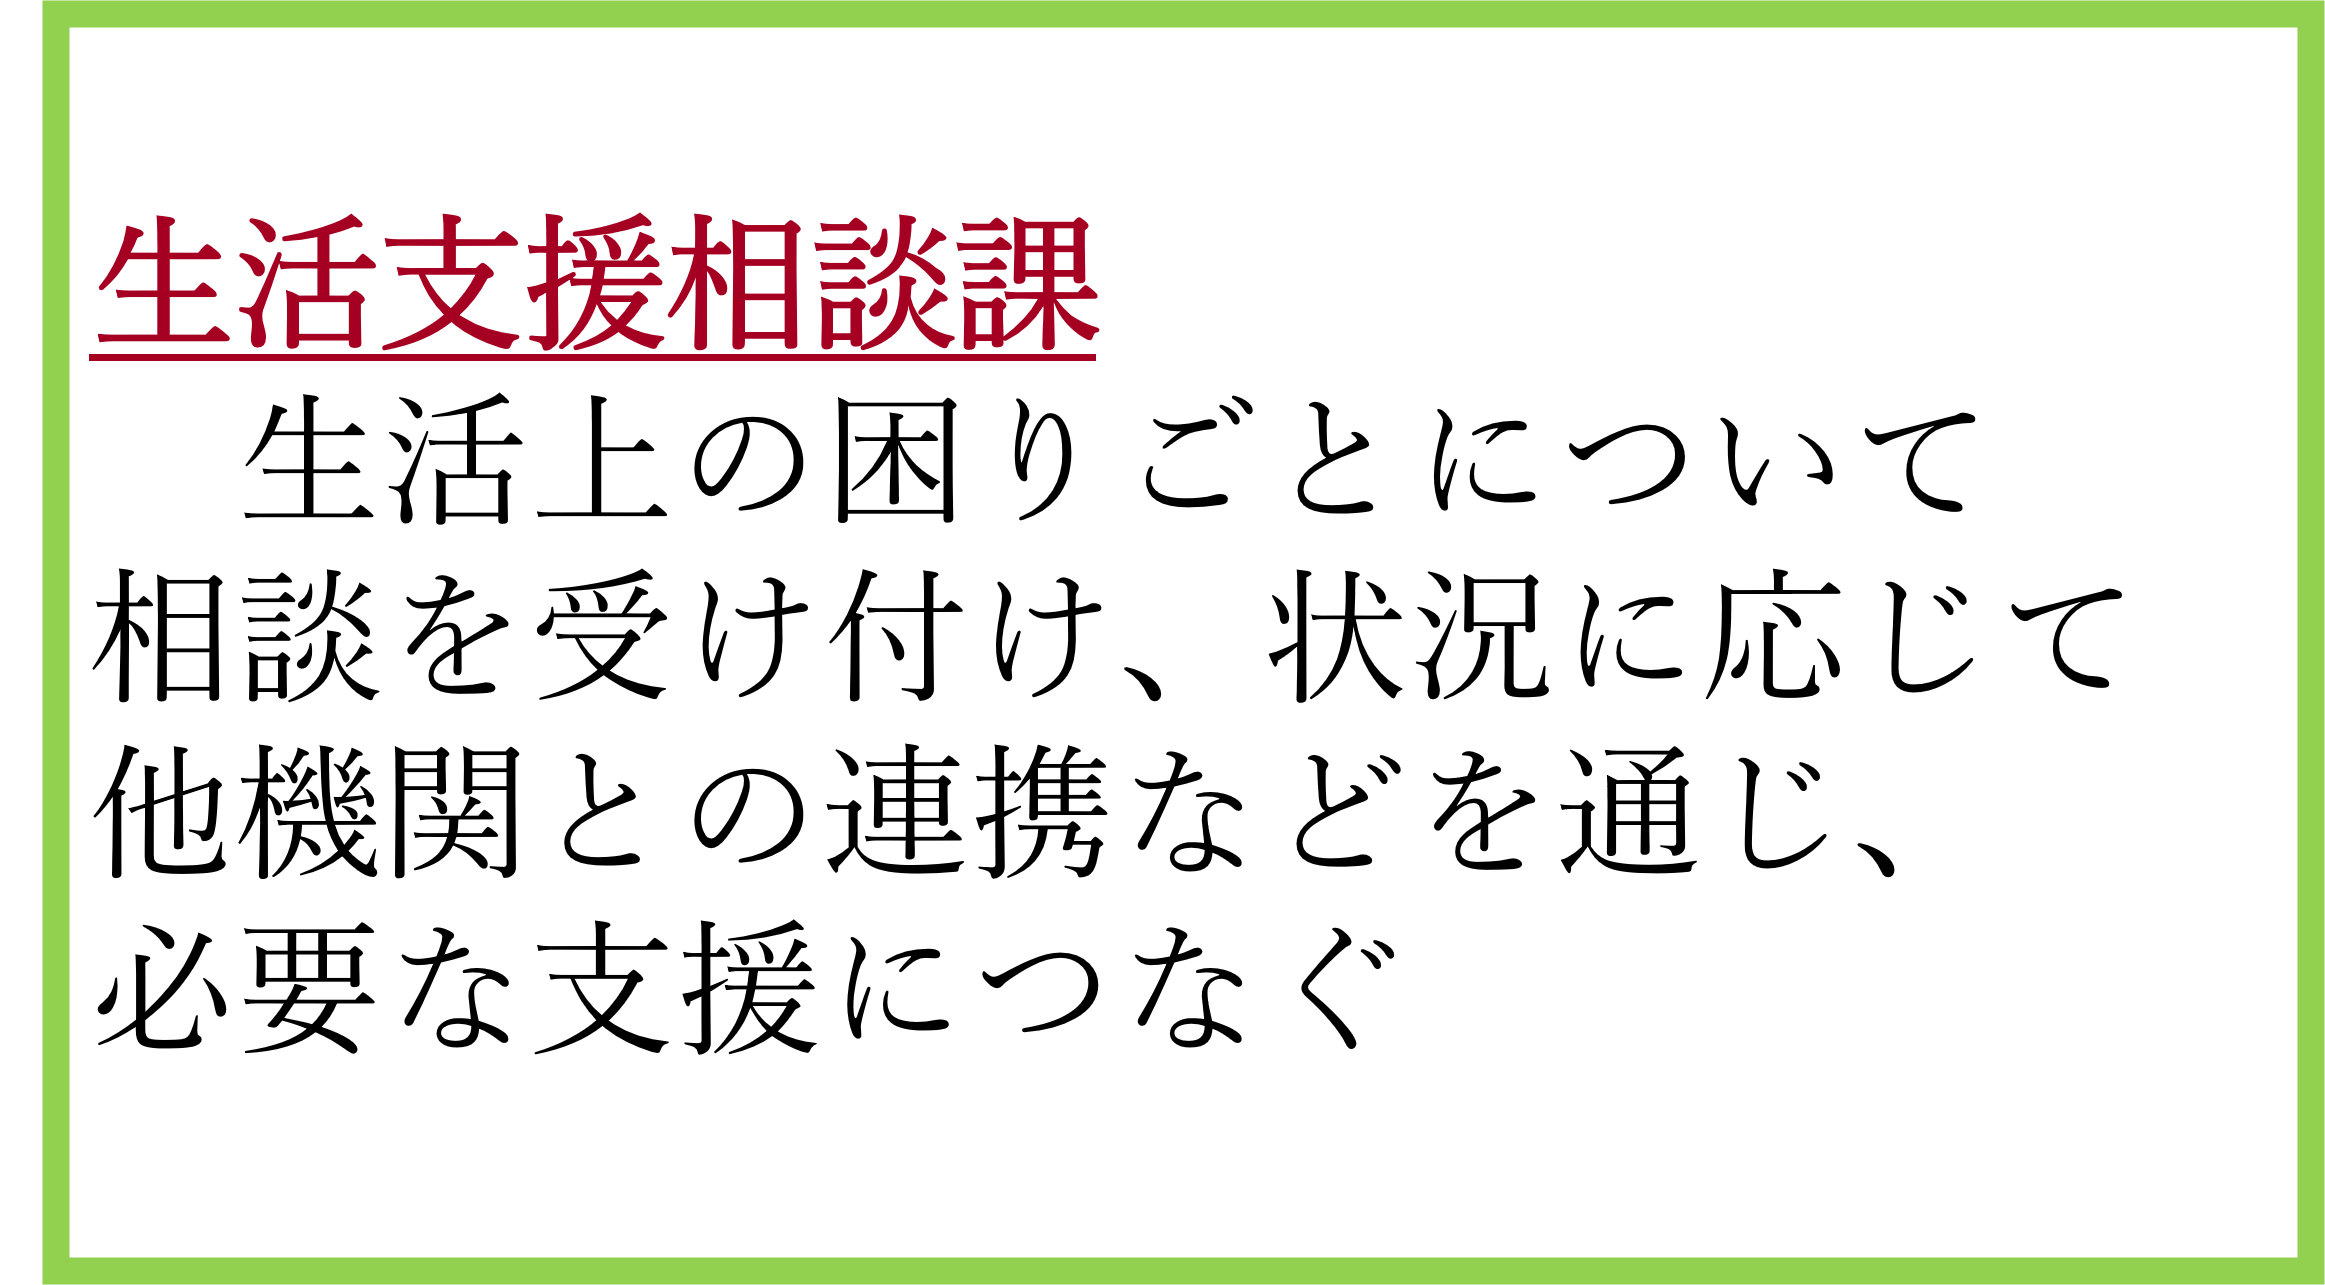 生活支援相談課
　生活上の困りごとについて
相談を受け付け、状況に応じて
他機関との連携などを通じ、
必要な支援につなぐ